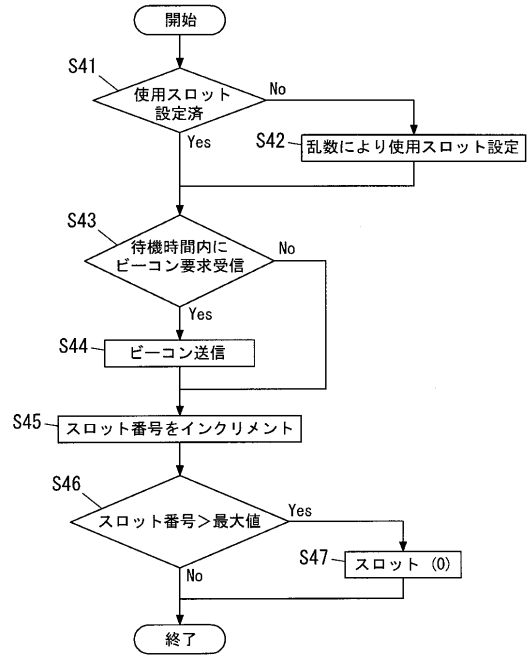 開始
S41
使用スロット
設定済
No
Yes
S42
乱数により使用スロット設定
S43
待機時間内に
ビーコン要求受信
No
Yes
S44
ビーコン送信
S45
スロット番号をインクリメント
S46
スロット番号>最大値
Yes
No
S47
スロット (0)
終了